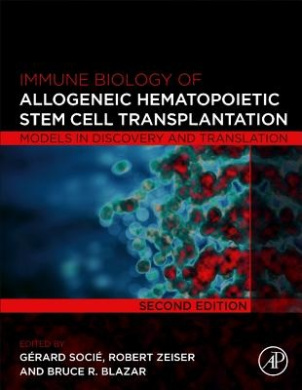 IMMUNE BIOLOGY OF
ALLOGENEIC HEMATOPOIETIC
STEM CELL TRANSPLANTATION
MODELS IN DISCOVERY AND TRANSLATION
SECOND EDITION
EDITED BY
GÉRARD SOCIÉ, ROBERT ZEISER
AND BRUCE R. BLAZAR
AP